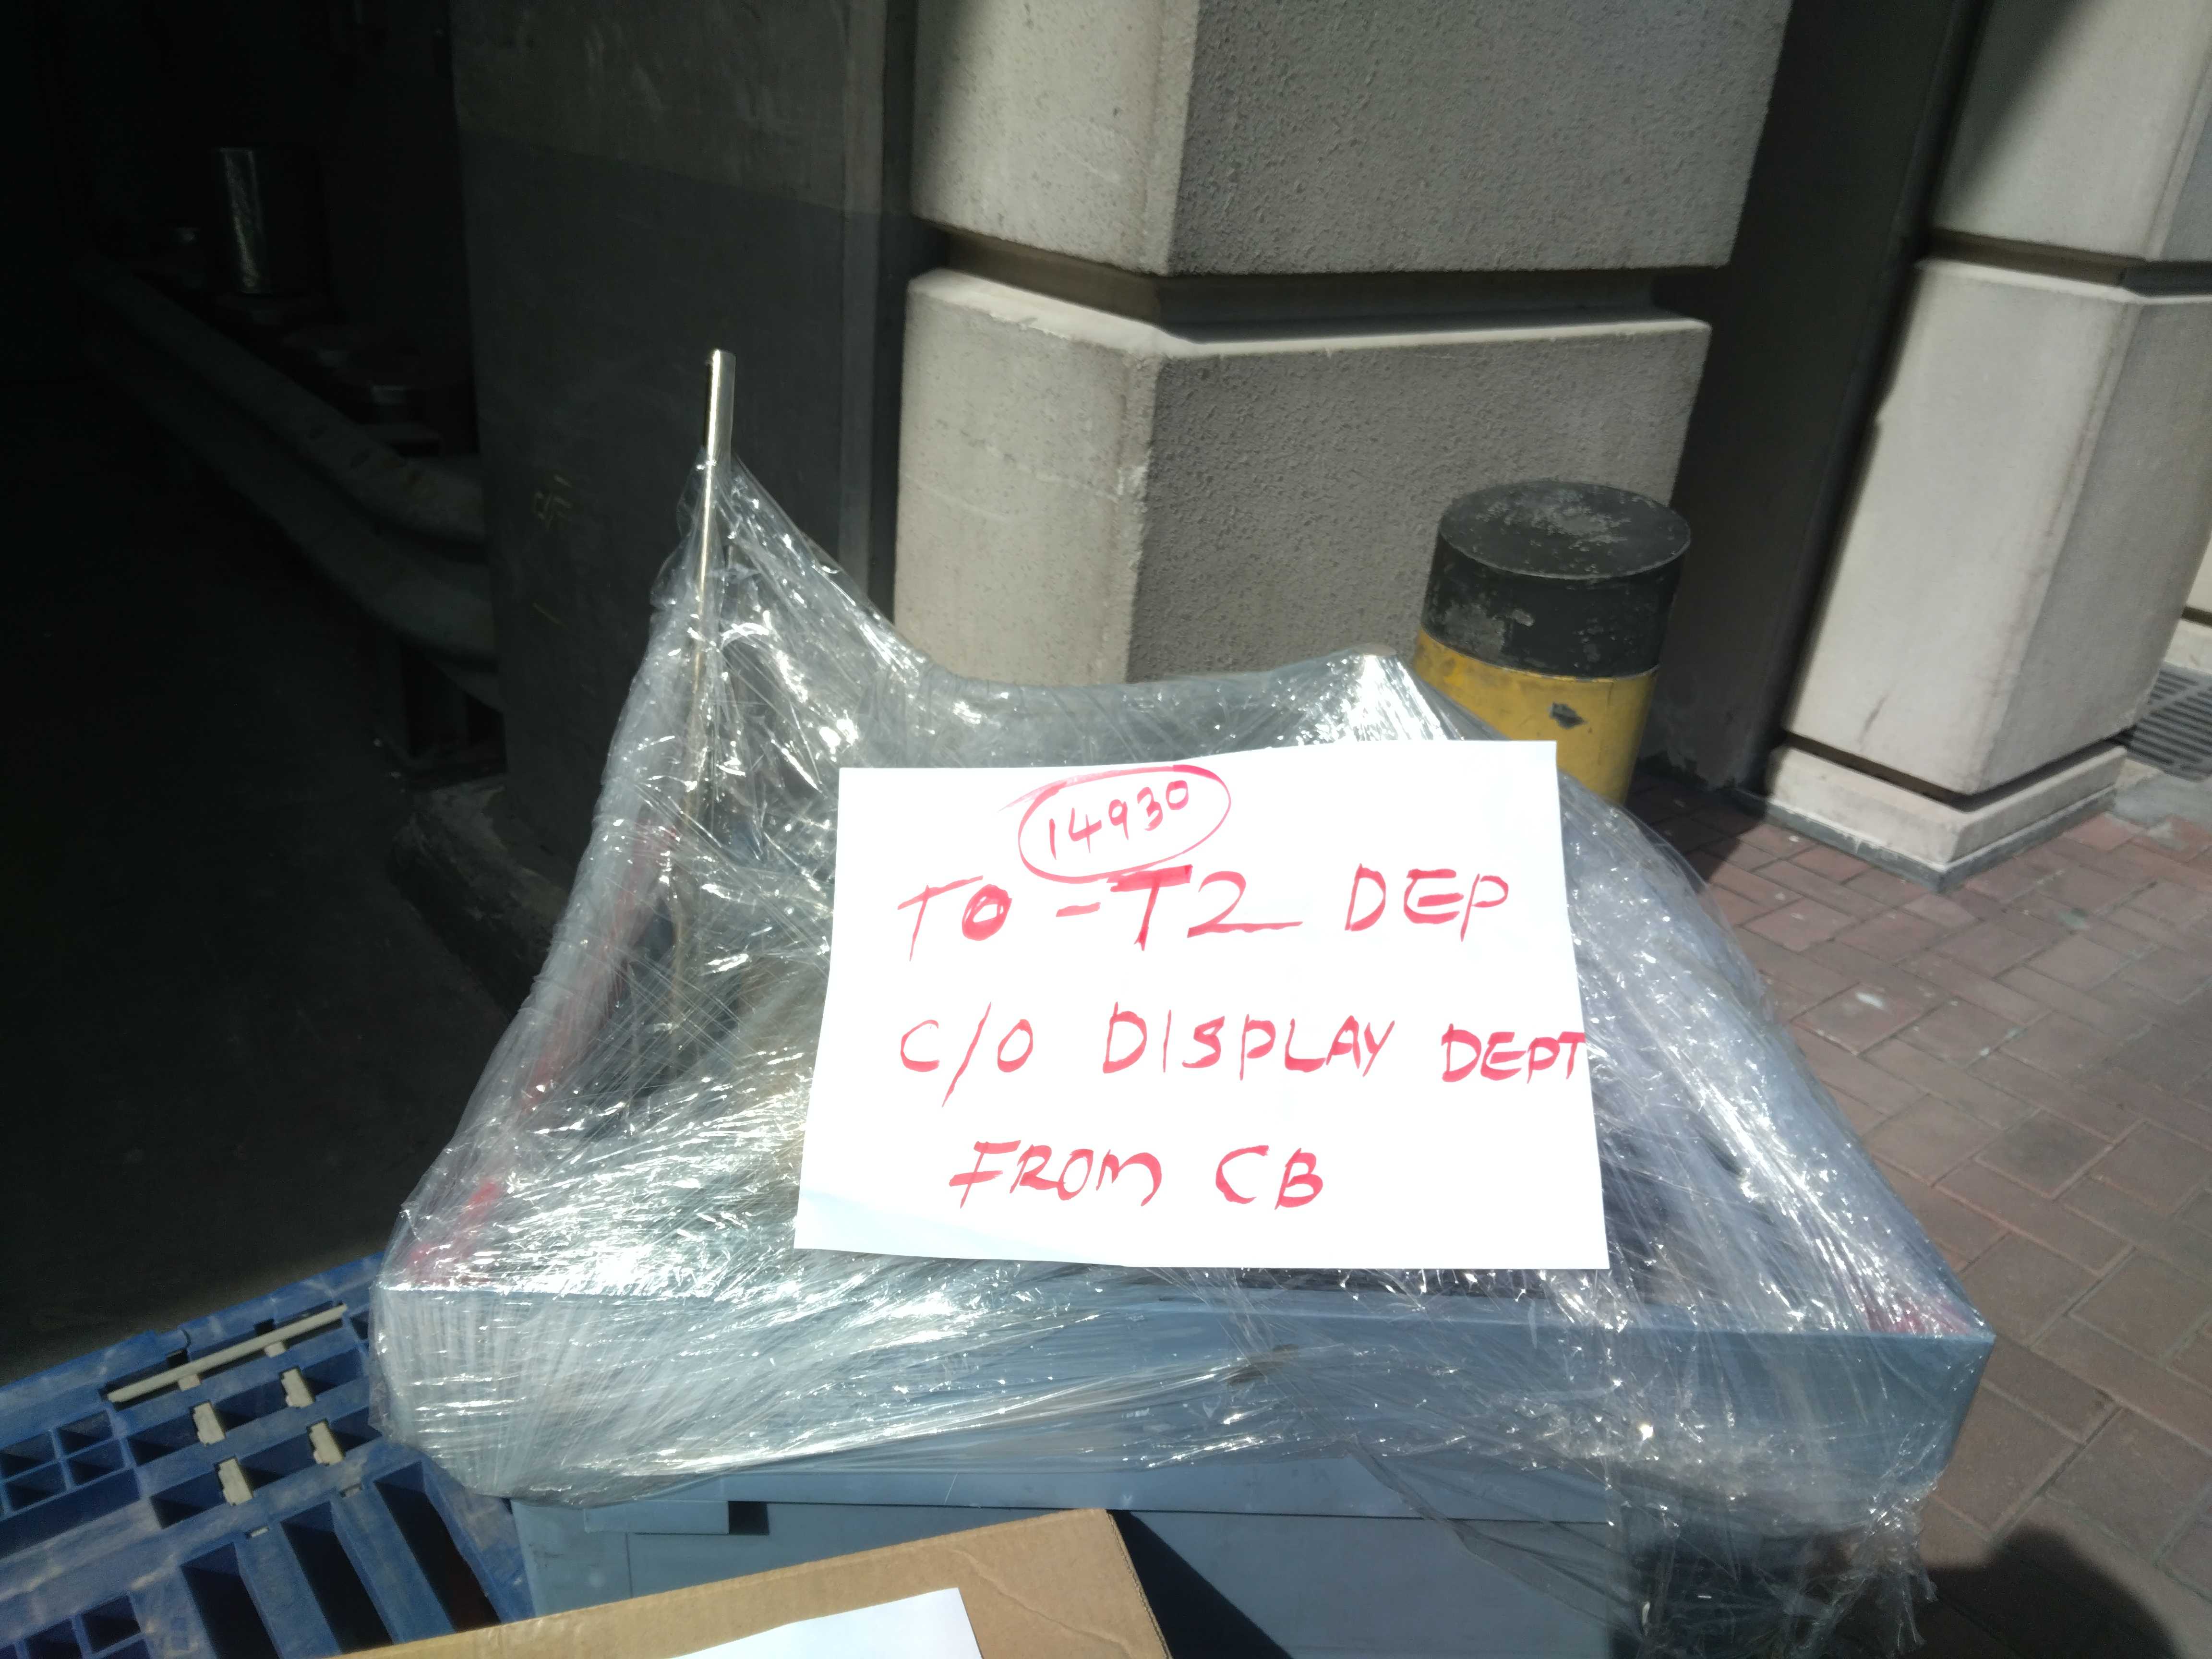 14930
TO - T2 DEP
C/O DISPLAY DEPT
FROM CB